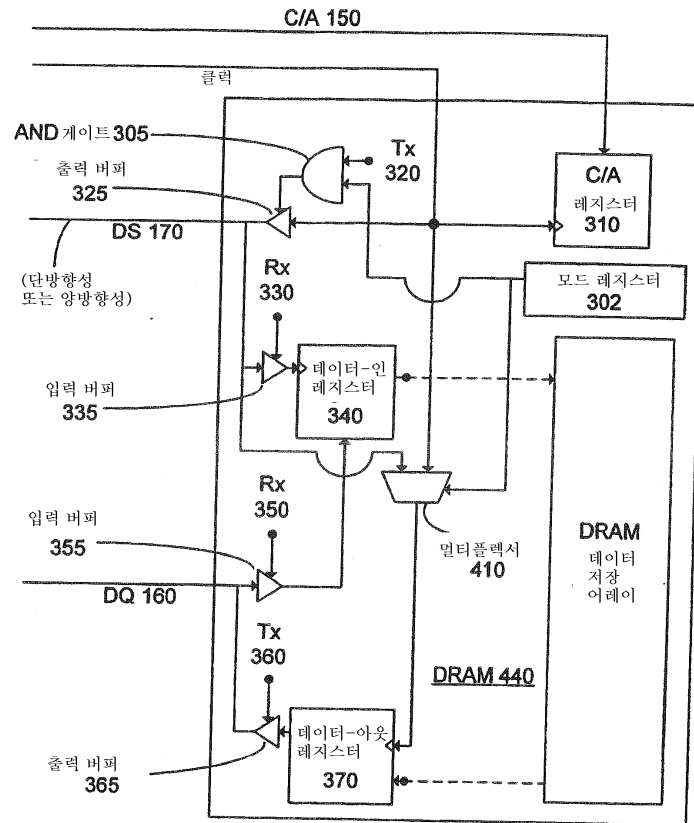 C/A 150
클럭
AND 게이트 305
Tx
320
출력 버퍼
325
C/A
레지스터
310
DS 170
(단방향성
또는 양방향성)
Rx
330
모드 레지스터
302
데이터-인
레지스터
340
입력 버퍼
335
Rx
350
입력 버퍼
355
멀티플렉서
410
DRAM
데이터
저장
어레이
DQ 160
Tx
360
DRAM 440
데이터-아웃
레지스터
370
출력 버퍼
365